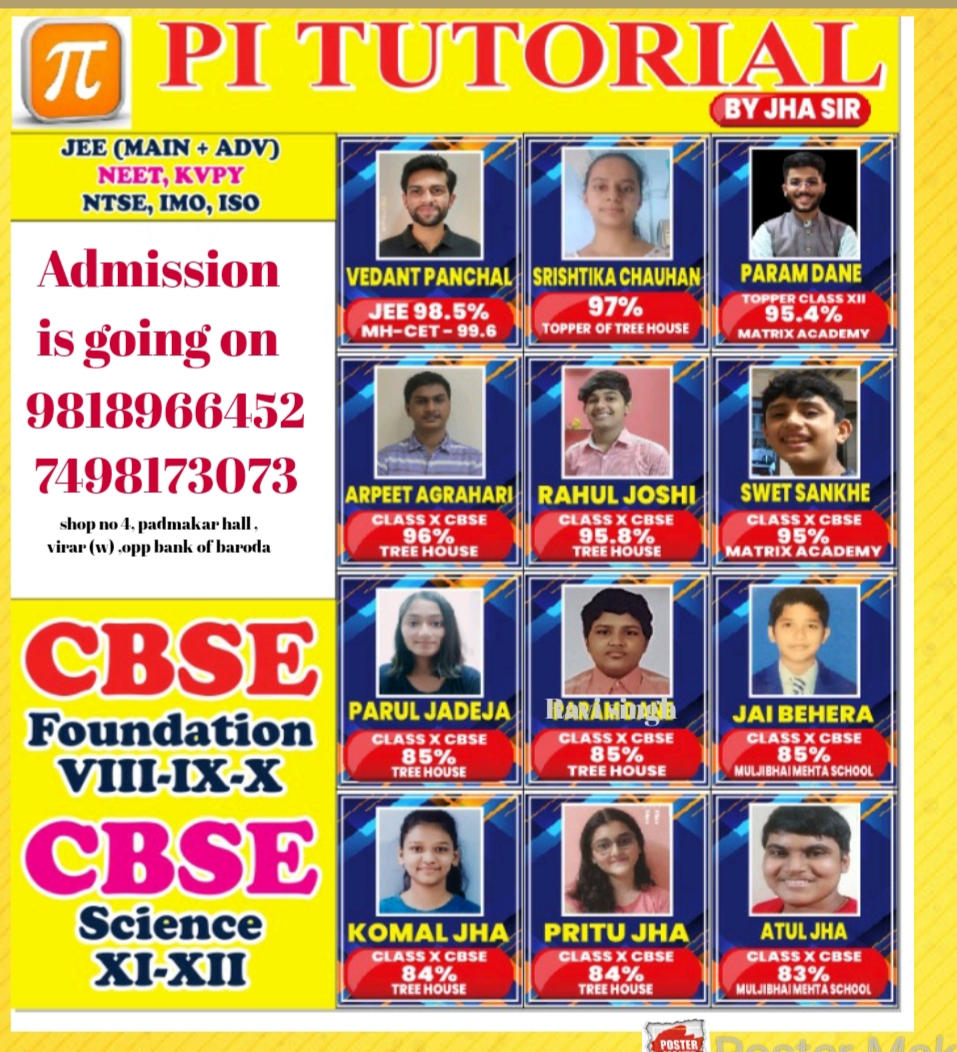 π
PI TUTORIAL
BY JHA SIR
JEE (MAIN + ADV)
NEET, KVPY
NTSE, IMO, ISO
Admission
is going on
9818966452
7498173073
shop no 4, padmakar hall ,
virar (w) .opp bank of baroda
CBSE
Foundation
VIII-IX-X
CBSE
Science
XI-XII
VEDANT PANCHAL
JEE 98.5%
MH-CET - 99.6
SRISHTIKA CHAUHAN
97%
TOPPER OF TREE HOUSE
PARAM DANE
TOPPER CLASS XII
95.4%
MATRIX ACADEMY
ARPEET AGRAHARI
CLASS X CBSE
96%
TREE HOUSE
RAHUL JOSHI
CLASS X CBSE
95.8%
TREE HOUSE
SWET SANKHE
CLASS X CBSE
95%
MATRIX ACADEMY
PARUL JADEJA
CLASS X CBSE
85%
TREE HOUSE
CLASS X CBSE
85%
TREE HOUSE
JAI BEHERA
CLASS X CBSE
85%
MULJIBHAI MEHTA SCHOOL
KOMAL JHA
CLASS X CBSE
84%
TREE HOUSE
PRITU JHA
CLASS X CBSE
84%
TREE HOUSE
ATUL JHA
CLASS X CBSE
83%
MULJIBHAI MEHTA SCHOOL
POSTER